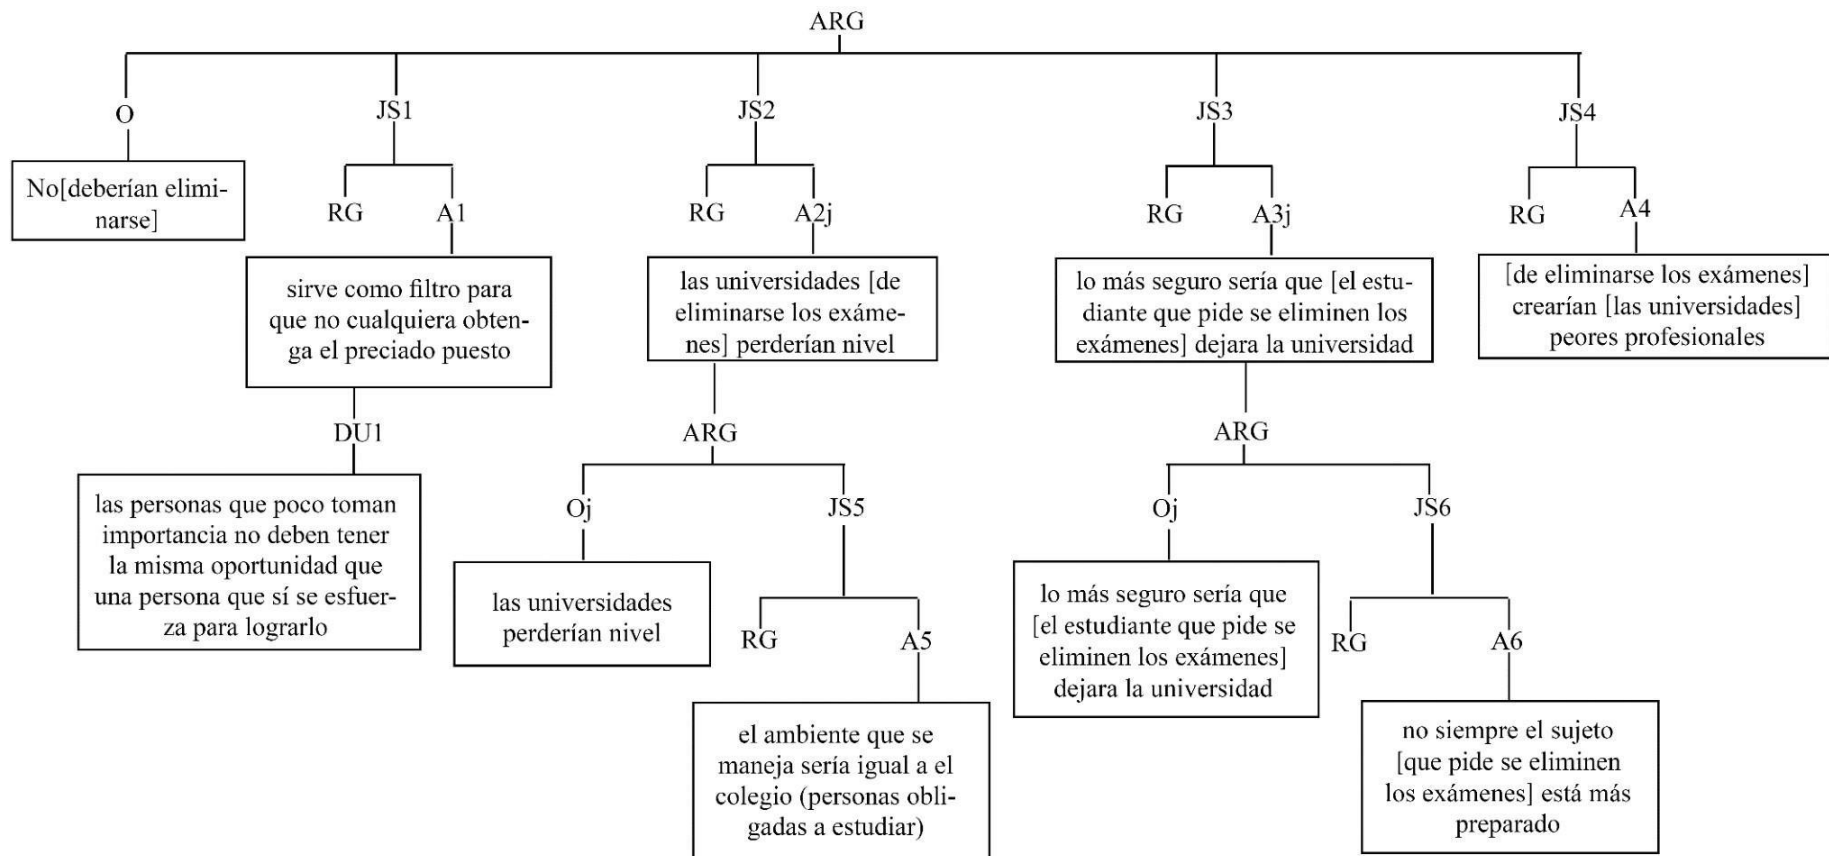 ARG
O
JS1
JS2
JS3
JS4
No[deberían elimi-
narse]
RG
A1
RG
A2j
RG
A3j
RG
A4
sirve como filtro para
que no cualquiera obten-
ga el preciado puesto
las universidades [de
eliminarse los exáme-
nes] perderían nivel
lo más seguro sería que [el estu-
diante que pide se eliminen los
exámenes] dejara la universidad
[de eliminarse los exámenes]
crearían [las universidades]
peores profesionales
DU1
ARG
ARG
las personas que poco toman
importancia no deben tener
la misma oportunidad que
una persona que sí se esfuer-
za para lograrlo
Oj
JS5
Oj
JS6
las universidades
perderían nivel
RG
A5
lo más seguro sería que
[el estudiante que pide se
eliminen los exámenes]
dejara la universidad
RG
A6
el ambiente que se
maneja sería igual a el
colegio (personas obli-
gadas a estudiar)
no siempre el sujeto
[que pide se eliminen
los exámenes] está más
preparado